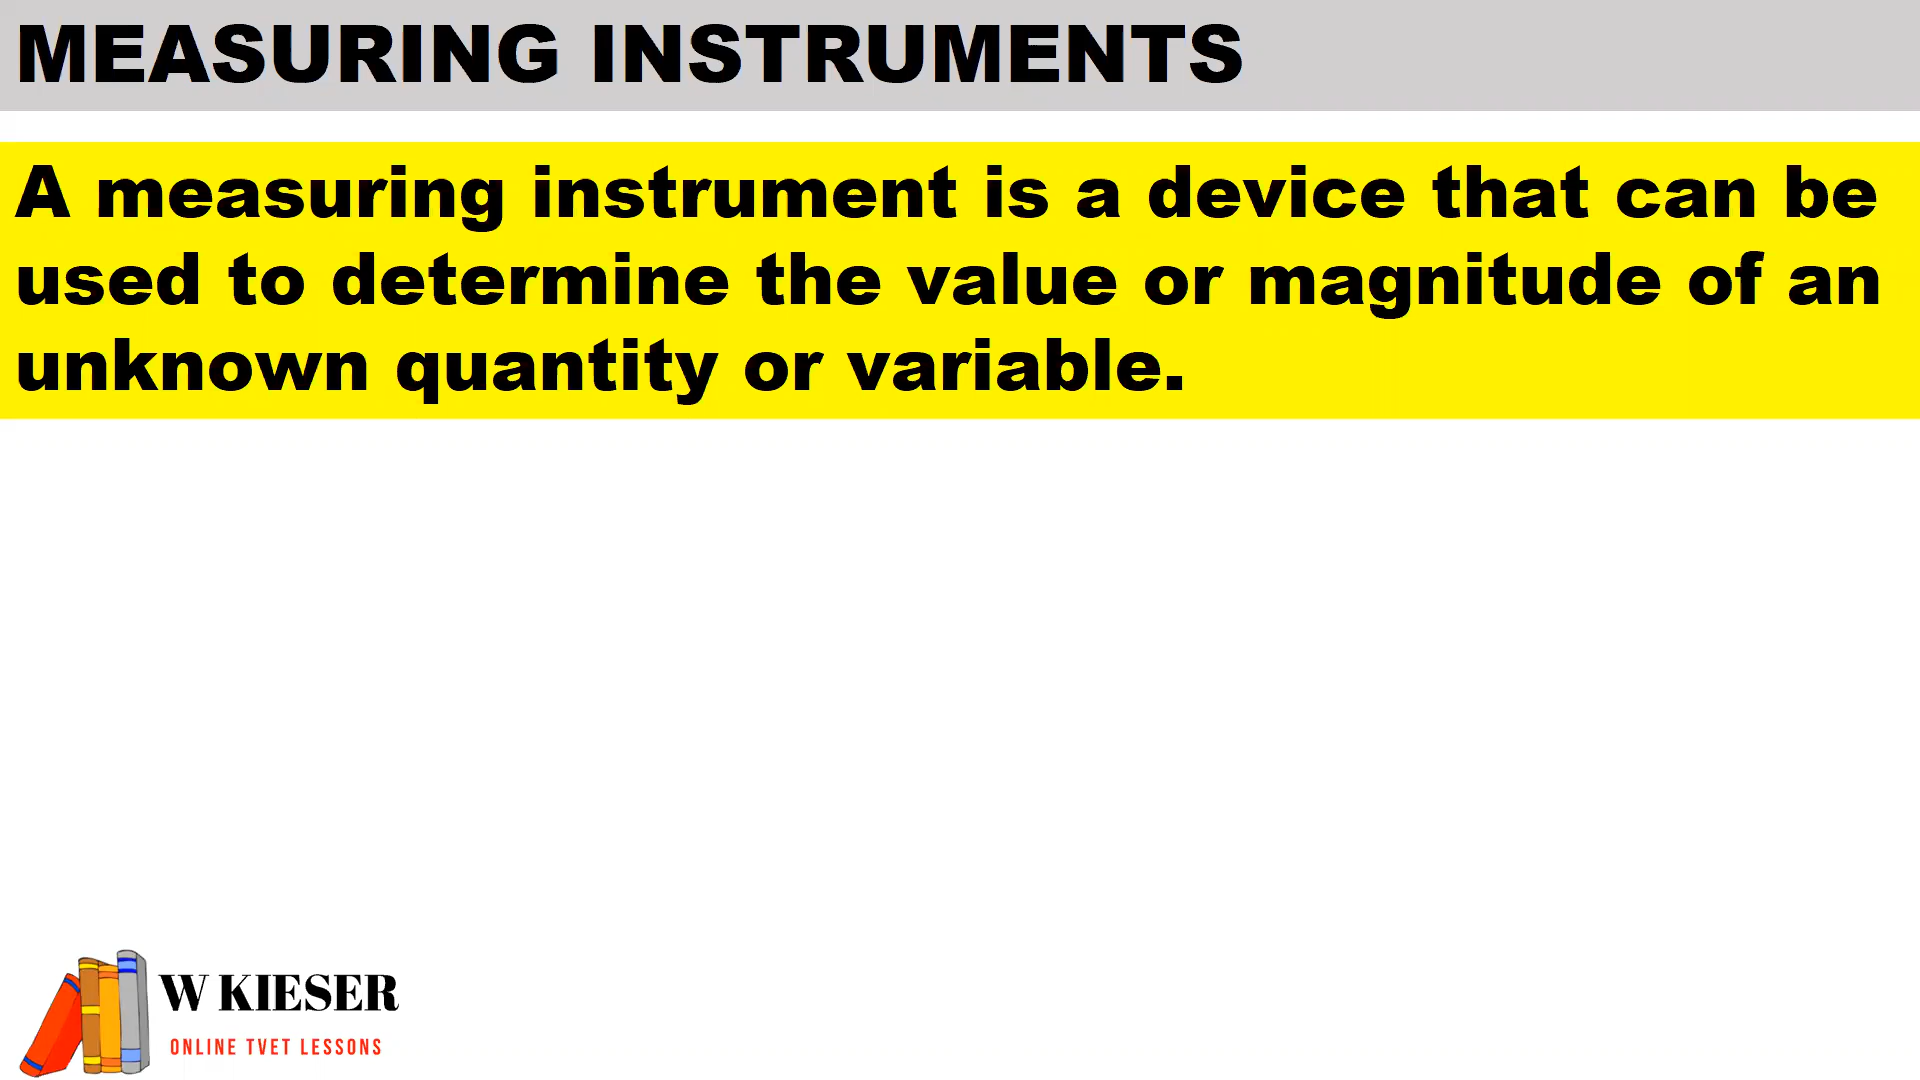 MEASURING INSTRUMENTS
A measuring instrument is a device that can be
used to determine the value or magnitude of an
unknown quantity or variable.
W KIESER
ONLINE TVET LESSONS